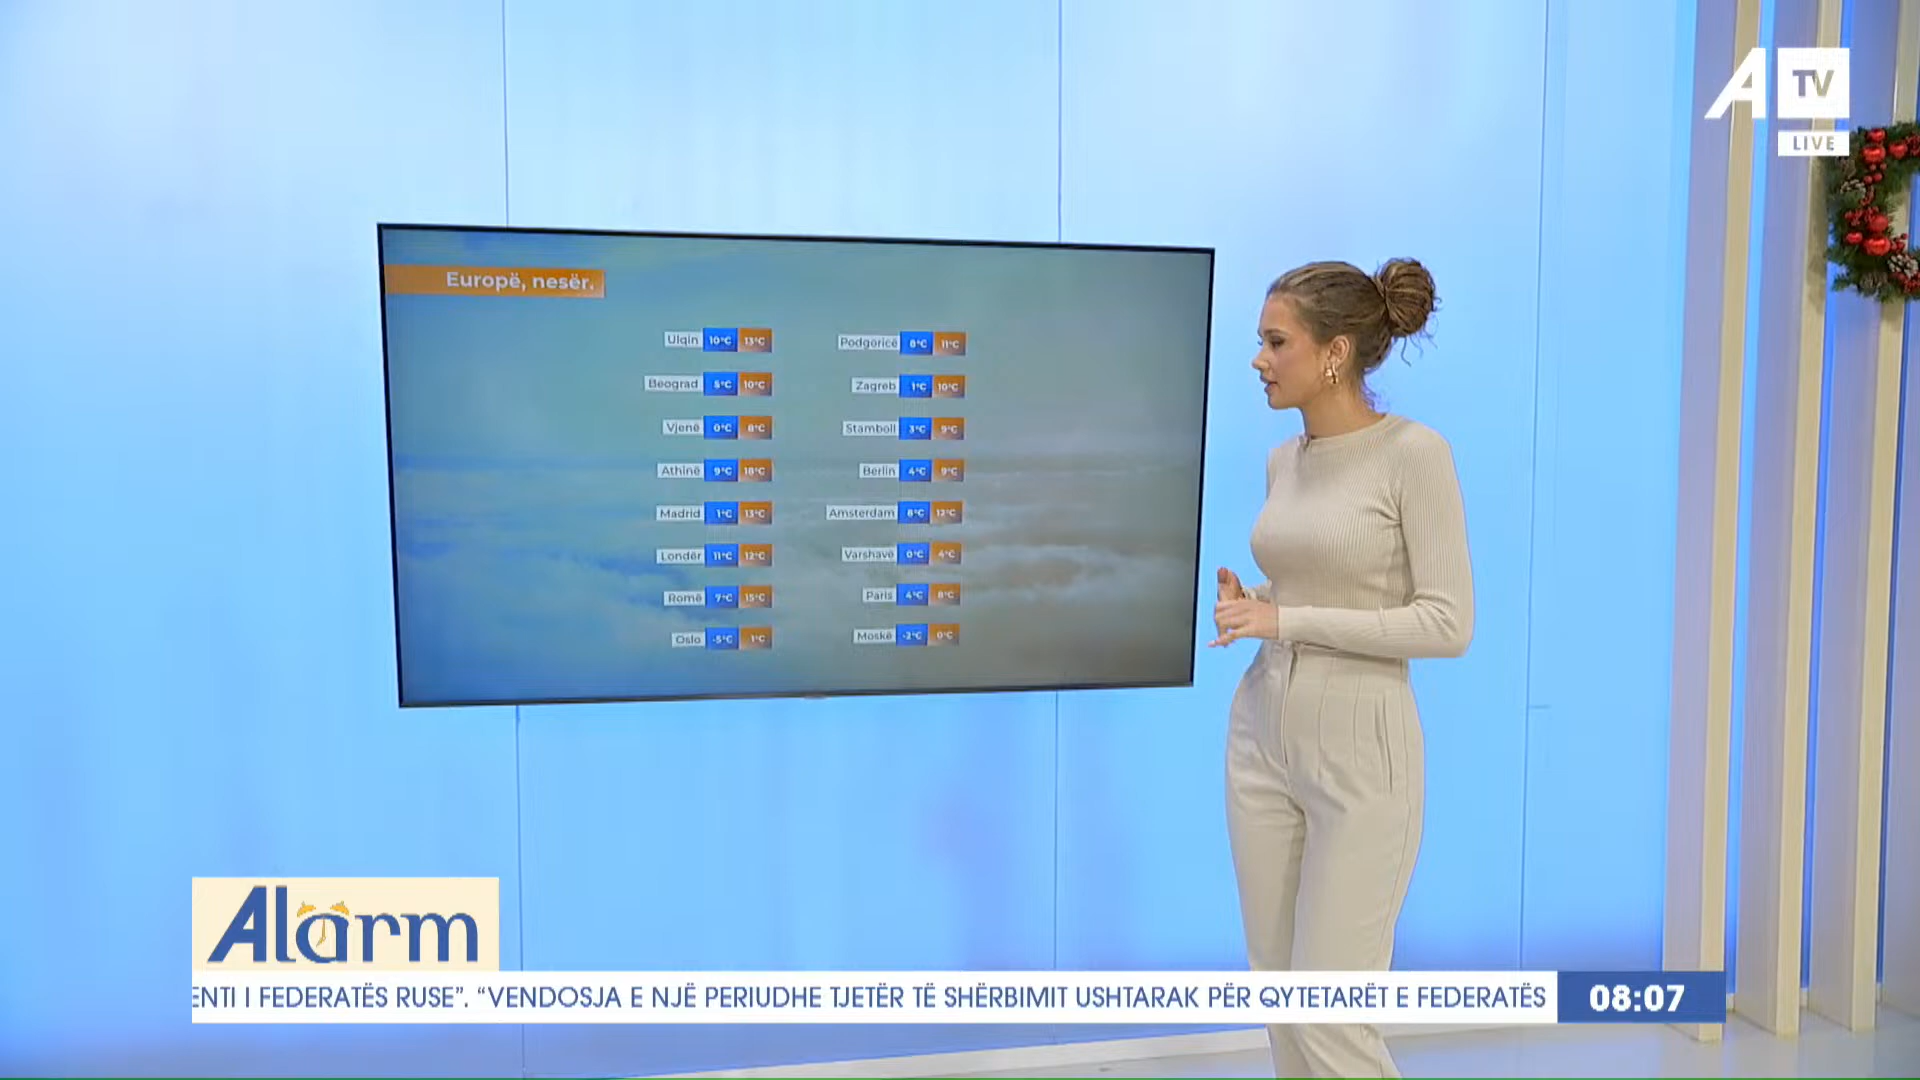 A TV
LIVE
Europë, nesër.
Ulqin 10°C 13°C
Podgoricë 8°C 11°C
Beograd 5°C 10°C
Zagreb 1°C 10°C
Vjenë 0°C 8°C
Stamboll 3°C 9°C
Athinë 9°C 18°C
Berlin 4°C 9°C
Madrid 1°C 13°C
Amsterdam 8°C 12°C
Londër 11°C 12°C
Varshavë 0°C 4°C
Romë 7°C 15°C
Paris 4°C 8°C
Oslo -5°C 1°C
Moskë -2°C 0°C
Alarm
ENTI I FEDERATËS RUSE”. “VENDOSJA E NJË PERIUDHE TJETËR TË SHËRBIMIT USHTARAK PËR QYTETARËT E FEDERATËS
08:07